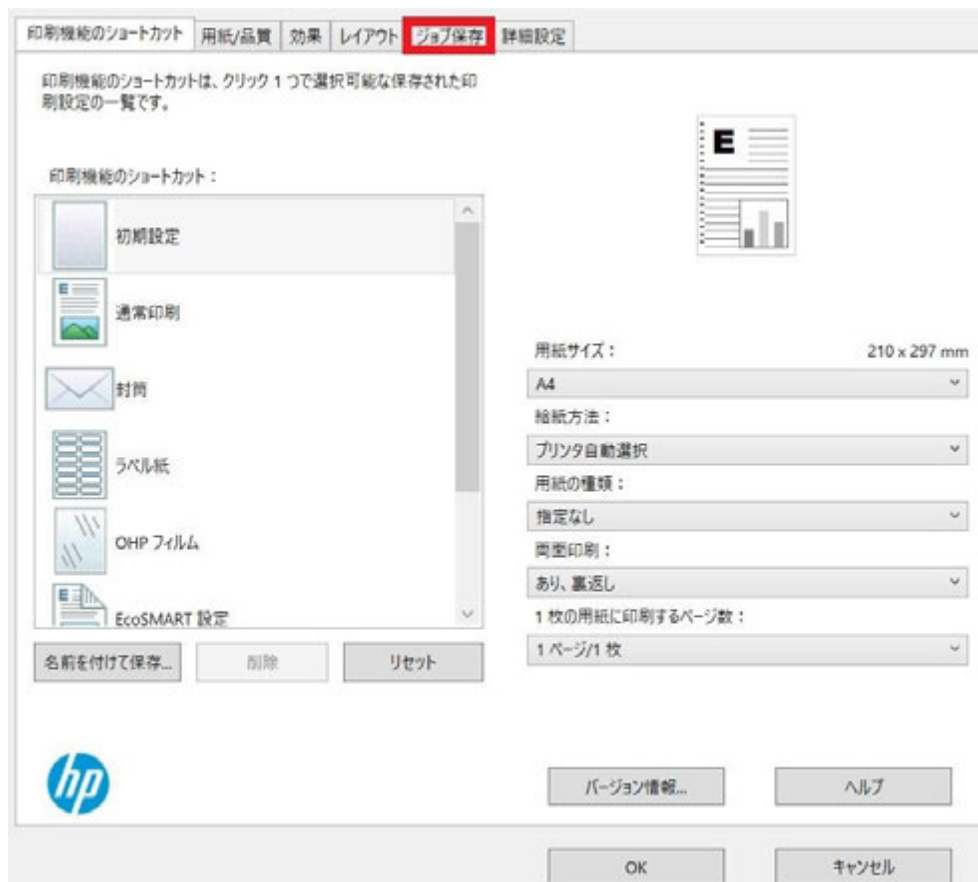 印刷機能のショートカット 用紙/品質 効果 レイアウト ジョブ保存 詳細設定
印刷機能のショートカットは、クリック 1 つで選択可能な保存された印
刷設定の一覧です。
印刷機能のショートカット：
初期設定
通常印刷
封筒
ラベル紙
OHP フィルム
EcoSMART 設定
名前を付けて保存... 削除 リセット
E
用紙サイズ： 210 x 297 mm
A4
給紙方法：
プリンタ自動選択
用紙の種類：
指定なし
両面印刷：
あり、裏返し
1 枚の用紙に印刷するページ数：
1 ページ/1 枚
hp
バージョン情報... ヘルプ
OK キャンセル